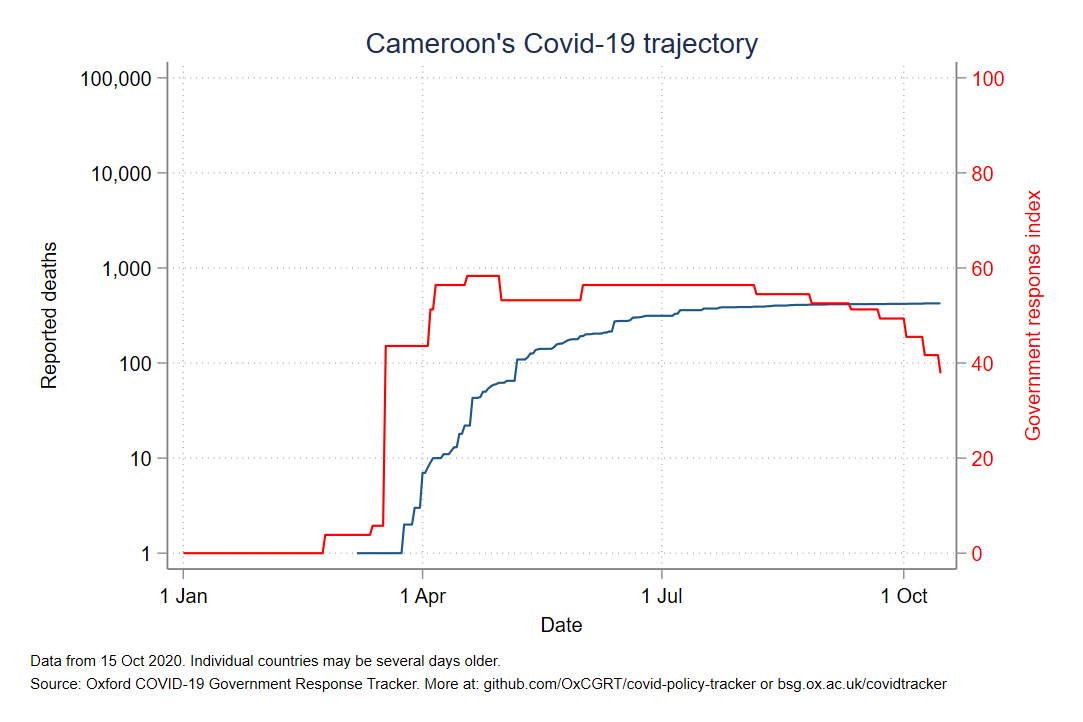 Cameroon's Covid-19 trajectory
100,000
10,000
1,000
100
10
1
Reported deaths
100
80
60
40
20
0
Government response index
1 Jan
1 Apr
1 Jul
1 Oct
Date
Data from 15 Oct 2020. Individual countries may be several days older.
Source: Oxford COVID-19 Government Response Tracker. More at: github.com/OxCGRT/covid-policy-tracker or bsg.ox.ac.uk/covidtracker